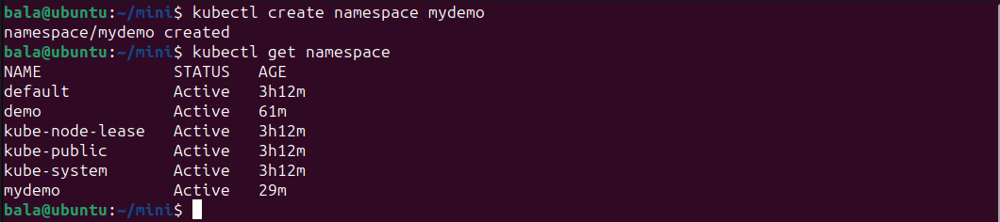 bala@ubuntu:~/mini$ kubectl create namespace mydemo
namespace/mydemo created
bala@ubuntu:~/mini$ kubectl get namespace
NAME              STATUS   AGE
default           Active   3h12m
demo              Active   61m
kube-node-lease   Active   3h12m
kube-public       Active   3h12m
kube-system       Active   3h12m
mydemo            Active   29m
bala@ubuntu:~/mini$